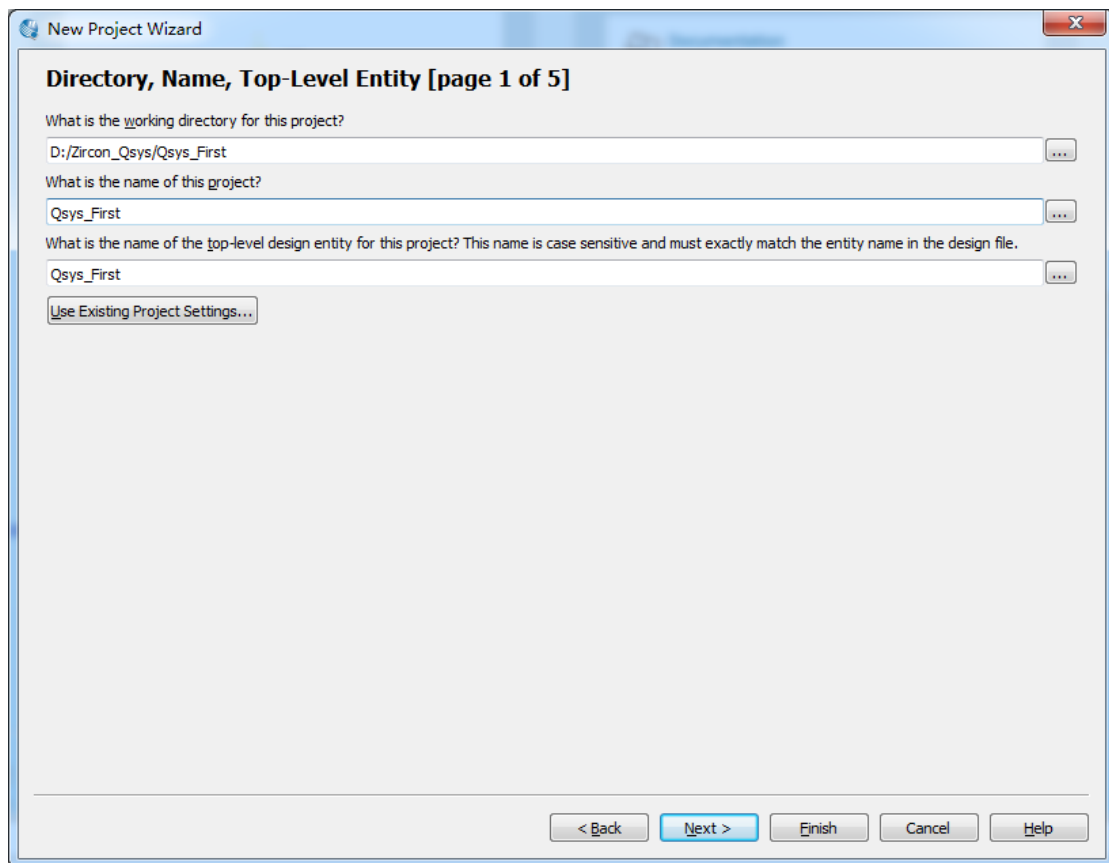 New Project Wizard
Documentation
Directory, Name, Top-Level Entity [page 1 of 5]
What is the working directory for this project?
D:/Zircon_Qsys/Qsys_First
...
What is the name of this project?
Qsys_First
...
What is the name of the top-level design entity for this project? This name is case sensitive and must exactly match the entity name in the design file.
Qsys_First
...
Use Existing Project Settings...
< Back Next > Finish Cancel Help